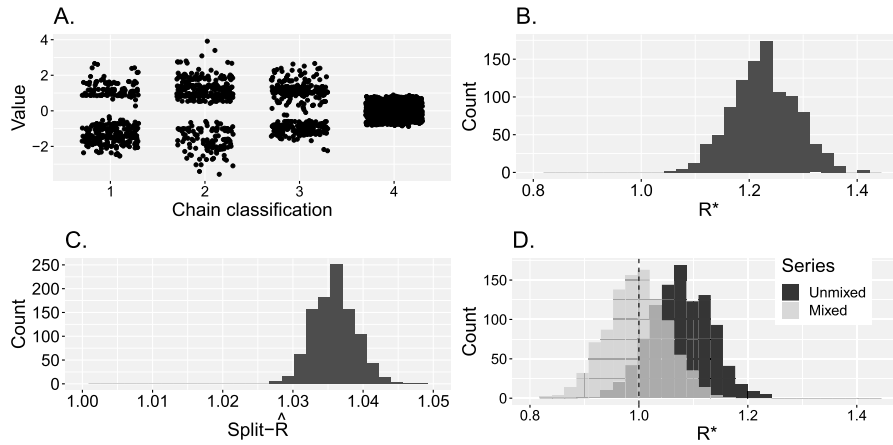 A.
4
2
0
−2
Value
1 2 3 4
Chain classification
B.
150
100
50
0
Count
0.8 1.0 1.2 1.4
R*
C.
250
200
150
100
50
0
Count
1.00 1.01 1.02 1.03 1.04 1.05
Split−R̂
D.
150
100
50
0
Count
Series
Unmixed
Mixed
0.8 1.0 1.2 1.4
R*